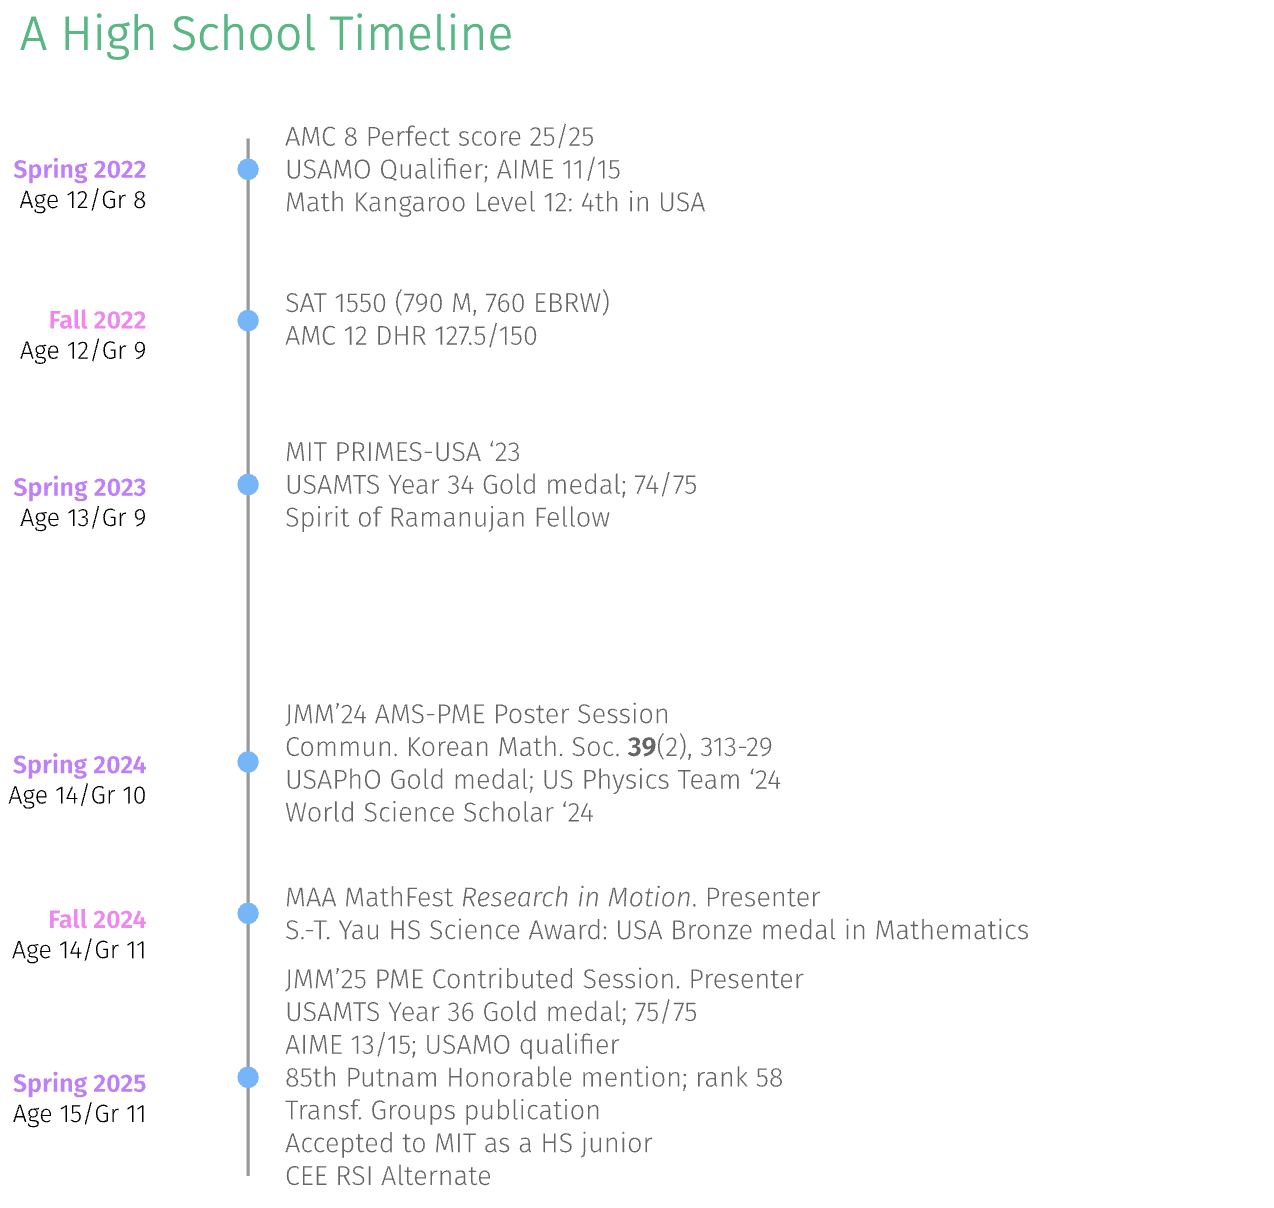 A High School Timeline
Spring 2022
Age 12/Gr 8
AMC 8 Perfect score 25/25
USAMO Qualifier; AIME 11/15
Math Kangaroo Level 12: 4th in USA
Fall 2022
Age 12/Gr 9
SAT 1550 (790 M, 760 EBRW)
AMC 12 DHR 127.5/150
Spring 2023
Age 13/Gr 9
MIT PRIMES-USA ‘23
USAMTS Year 34 Gold medal; 74/75
Spirit of Ramanujan Fellow
Spring 2024
Age 14/Gr 10
JMM’24 AMS-PME Poster Session
Commun. Korean Math. Soc. 39(2), 313-29
USAPhO Gold medal; US Physics Team ‘24
World Science Scholar ‘24
Fall 2024
Age 14/Gr 11
MAA MathFest Research in Motion. Presenter
S.-T. Yau HS Science Award: USA Bronze medal in Mathematics
Spring 2025
Age 15/Gr 11
JMM’25 PME Contributed Session. Presenter
USAMTS Year 36 Gold medal; 75/75
AIME 13/15; USAMO qualifier
85th Putnam Honorable mention; rank 58
Transf. Groups publication
Accepted to MIT as a HS junior
CEE RSI Alternate